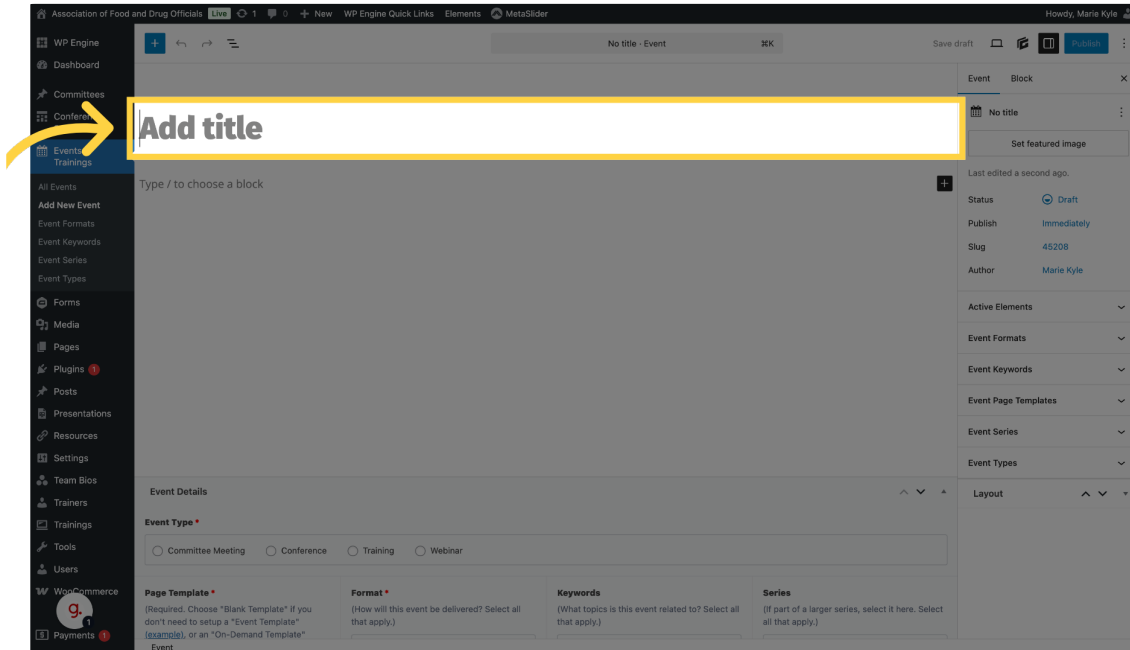 Association of Food and Drug Officials Live 1 0 + New WP Engine Quick Links Elements MetaSlider Howdy, Marie Kyle
WP Engine
Dashboard
Committees
Conferen
Events
Trainings
All Events
Add New Event
Event Formats
Event Keywords
Event Series
Event Types
Forms
Media
Pages
Plugins 1
Posts
Presentations
Resources
Settings
Team Bios
Trainers
Trainings
Tools
Users
WooCommerce
g.
1
Payments 1
No title · Event ⌘K Save draft Publish
Add title
Type / to choose a block
Event Details
Event Type *
Committee Meeting Conference Training Webinar
Page Template *
(Required. Choose "Blank Template" if you
don't need to setup a "Event Template"
(example), or an "On-Demand Template"
Format *
(How will this event be delivered? Select all
that apply.)
Keywords
(What topics is this event related to? Select all
that apply.)
Series
(If part of a larger series, select it here. Select
all that apply.)
Event
Event Block
No title
Set featured image
Last edited a second ago.
Status Draft
Publish Immediately
Slug 45208
Author Marie Kyle
Active Elements
Event Formats
Event Keywords
Event Page Templates
Event Series
Event Types
Layout